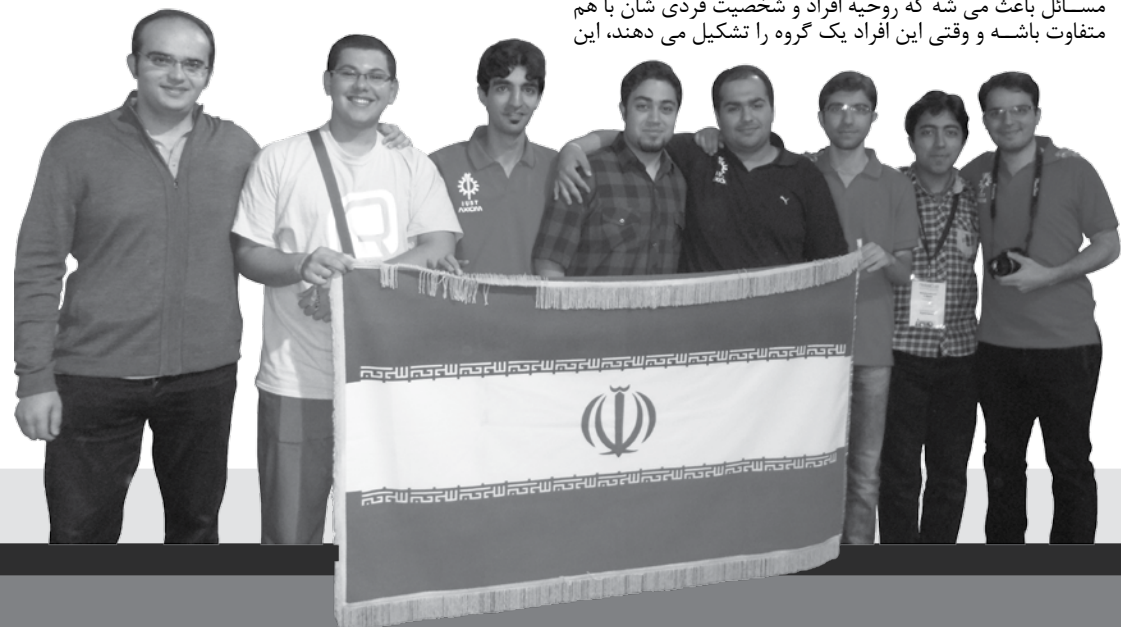 مسائل باعث می شه که روحیه افراد و شخصیت فردی شان با هم
متفاوت باشه و وقتی این افراد یک گروه را تشکیل می دهند، این
IUST
AXIOM